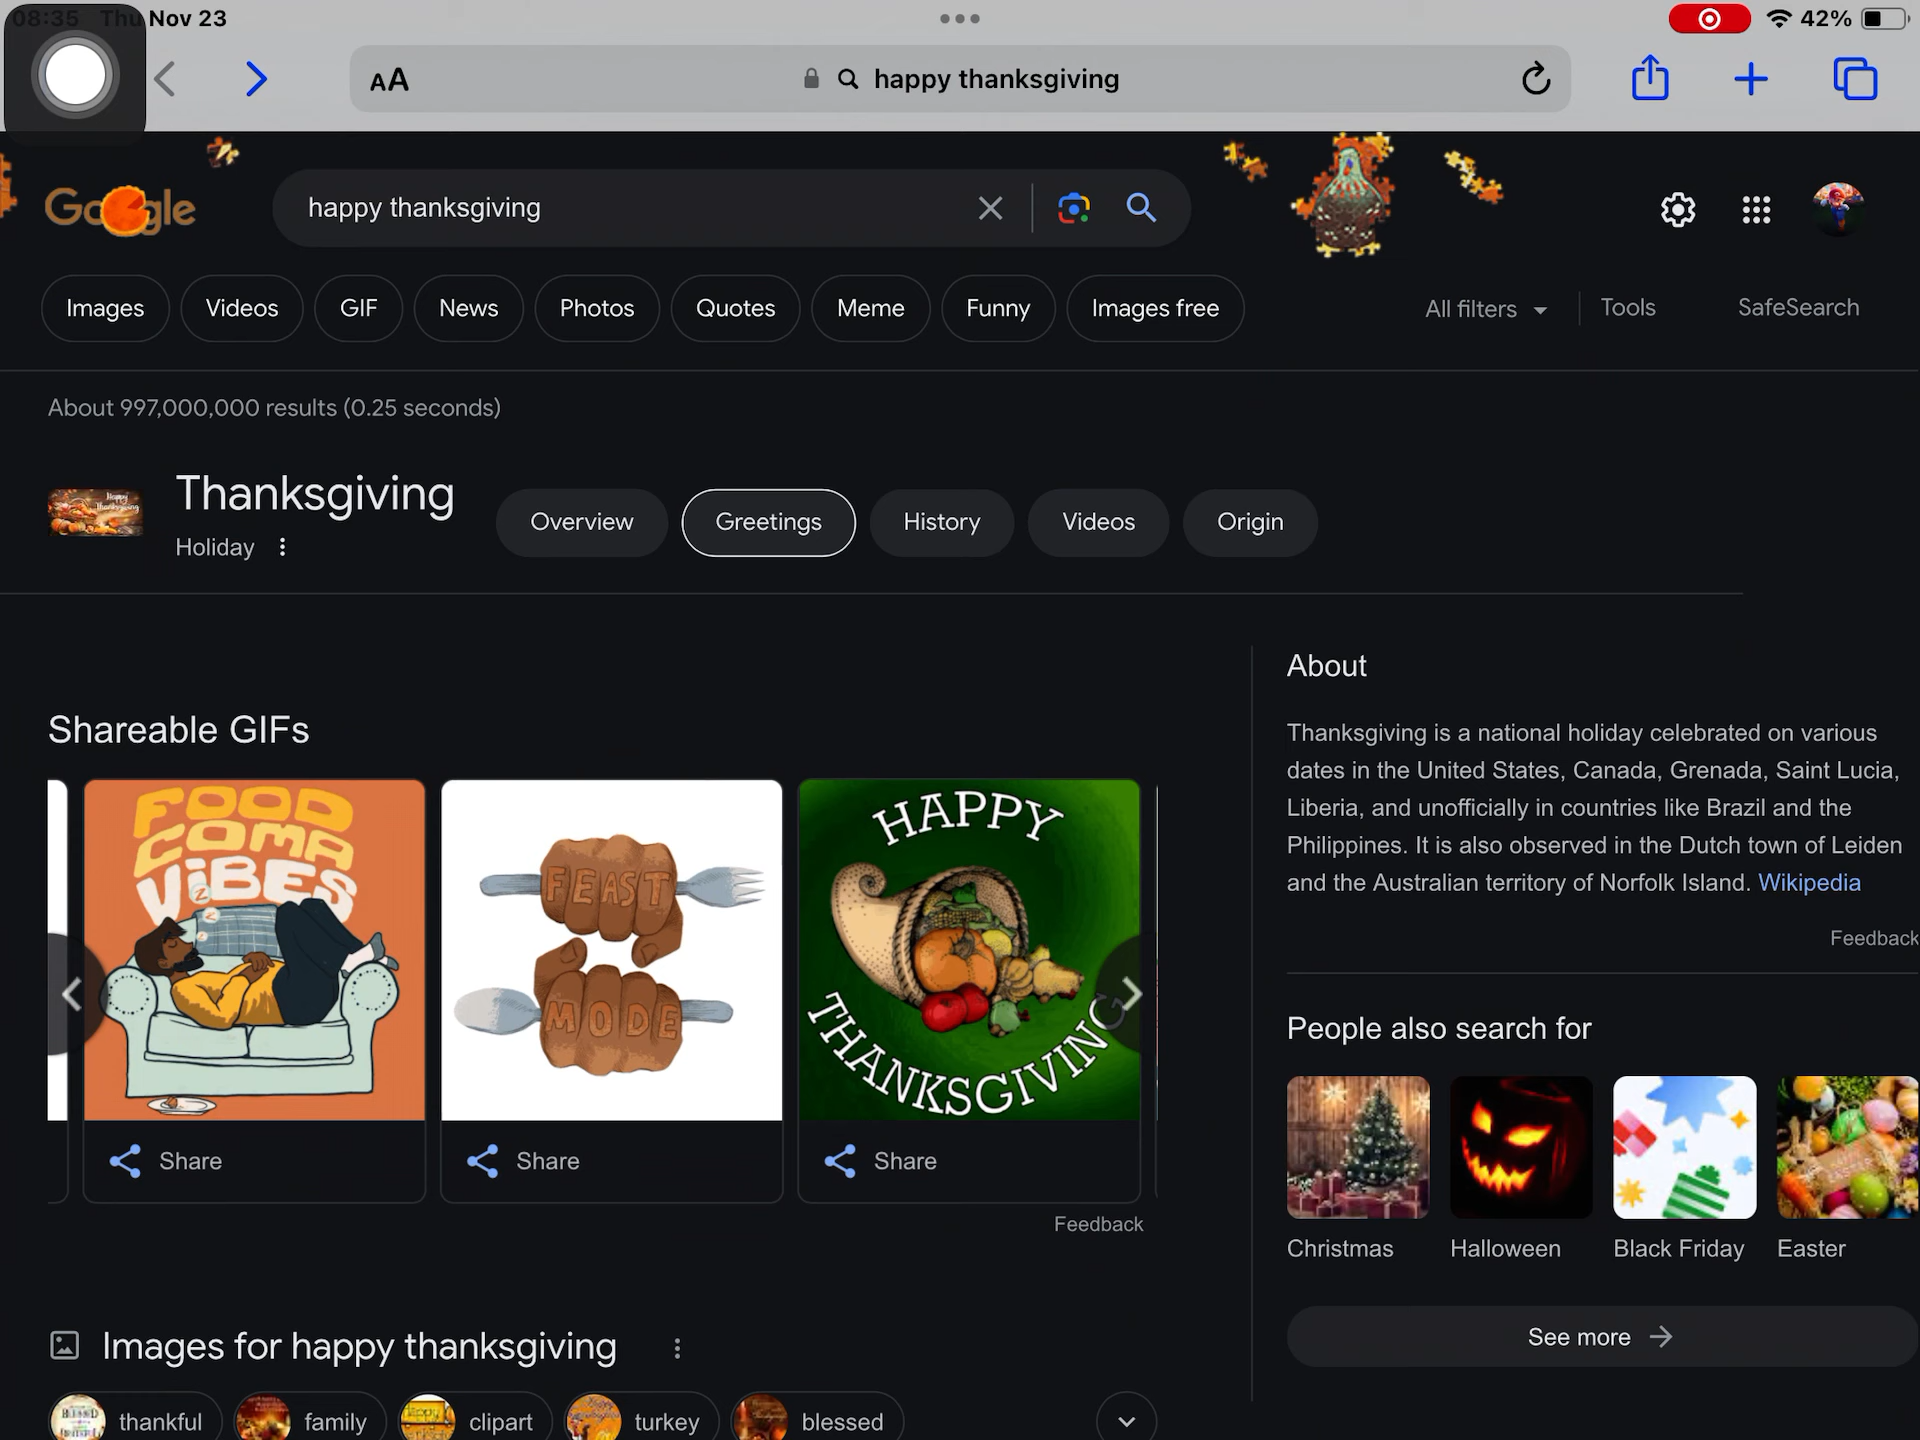 08:35 Thu Nov 23
42%
AA
happy thanksgiving
Google
happy thanksgiving
Images
Videos
GIF
News
Photos
Quotes
Meme
Funny
Images free
All filters
Tools
SafeSearch
About 997,000,000 results (0.25 seconds)
Happy
Thanksgiving
Thanksgiving
Holiday
Overview
Greetings
History
Videos
Origin
Shareable GIFs
FOOD
COMA
ViBES
Z
Z
FEAST
MODE
HAPPY
THANKSGIVING
Share
Share
Share
Feedback
About
Thanksgiving is a national holiday celebrated on various
dates in the United States, Canada, Grenada, Saint Lucia,
Liberia, and unofficially in countries like Brazil and the
Philippines. It is also observed in the Dutch town of Leiden
and the Australian territory of Norfolk Island. Wikipedia
Feedback
People also search for
Christmas
Halloween
Black Friday
Easter
See more
Images for happy thanksgiving
thankful
family
clipart
turkey
blessed